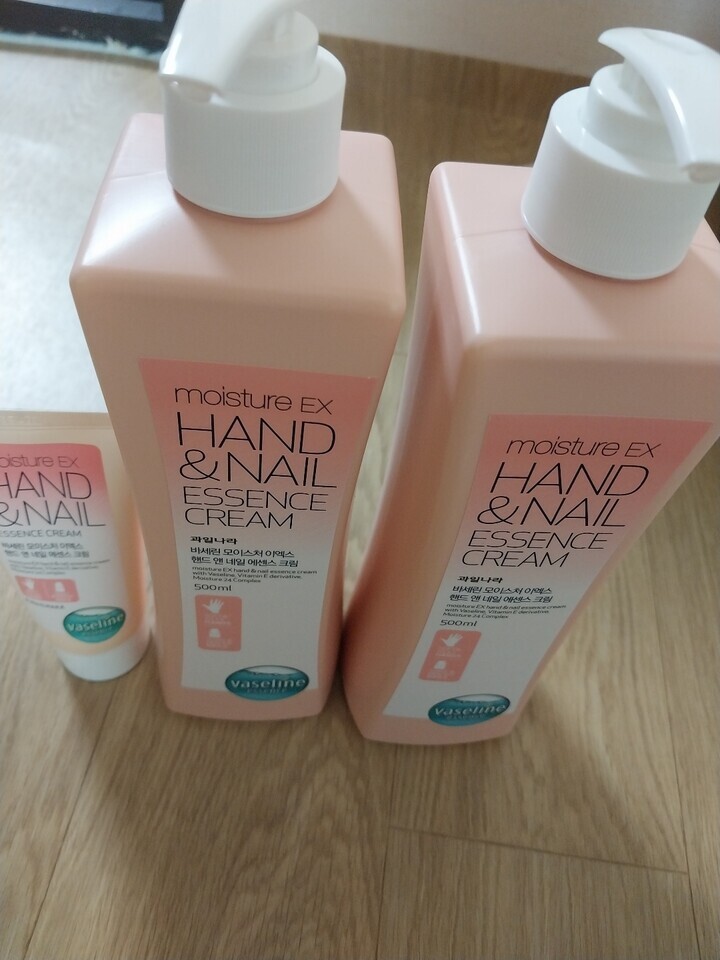 moisture EX
HAND
&NAIL
ESSENCE
CREAM
과일나라
바세린 모이스처 이엑스
핸드 앤 네일 에센스 크림
moisture EX hand & nail essence cream
with Vaseline, Vitamin E derivative,
Moisture 24 Complex
500ml
vaseline
ESSENCE
moisture EX
HAND
&NAIL
ESSENCE
CREAM
과일나라
바세린 모이스처 이엑스
핸드 앤 네일 에센스 크림
moisture EX hand & nail essence cream
with Vaseline, Vitamin E derivative,
Moisture 24 Complex
500ml
vaseline
ESSENCE
oisture EX
HAND
&NAIL
ESSENCE CREAM
바세린 모이스처 이엑스
핸드 앤 네일 에센스 크림
vaseline